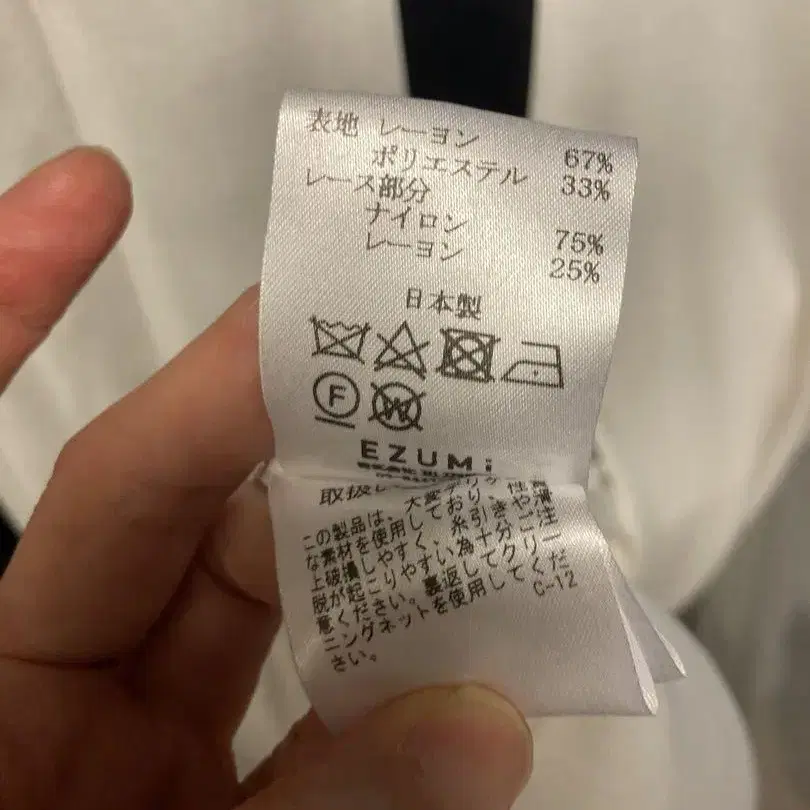 表地 レーヨン 67%
ポリエステル 33%
レース部分
ナイロン 75%
レーヨン 25%
日本製
F
W
EZUMi
取扱
この製品は、大変
な素材を使用しており、
上破損しやすく、糸引きや
脱が起こりやすい為十分ニ注
意ください。裏返してクリー
ニングネットを使用してくだ
さい。
C-12